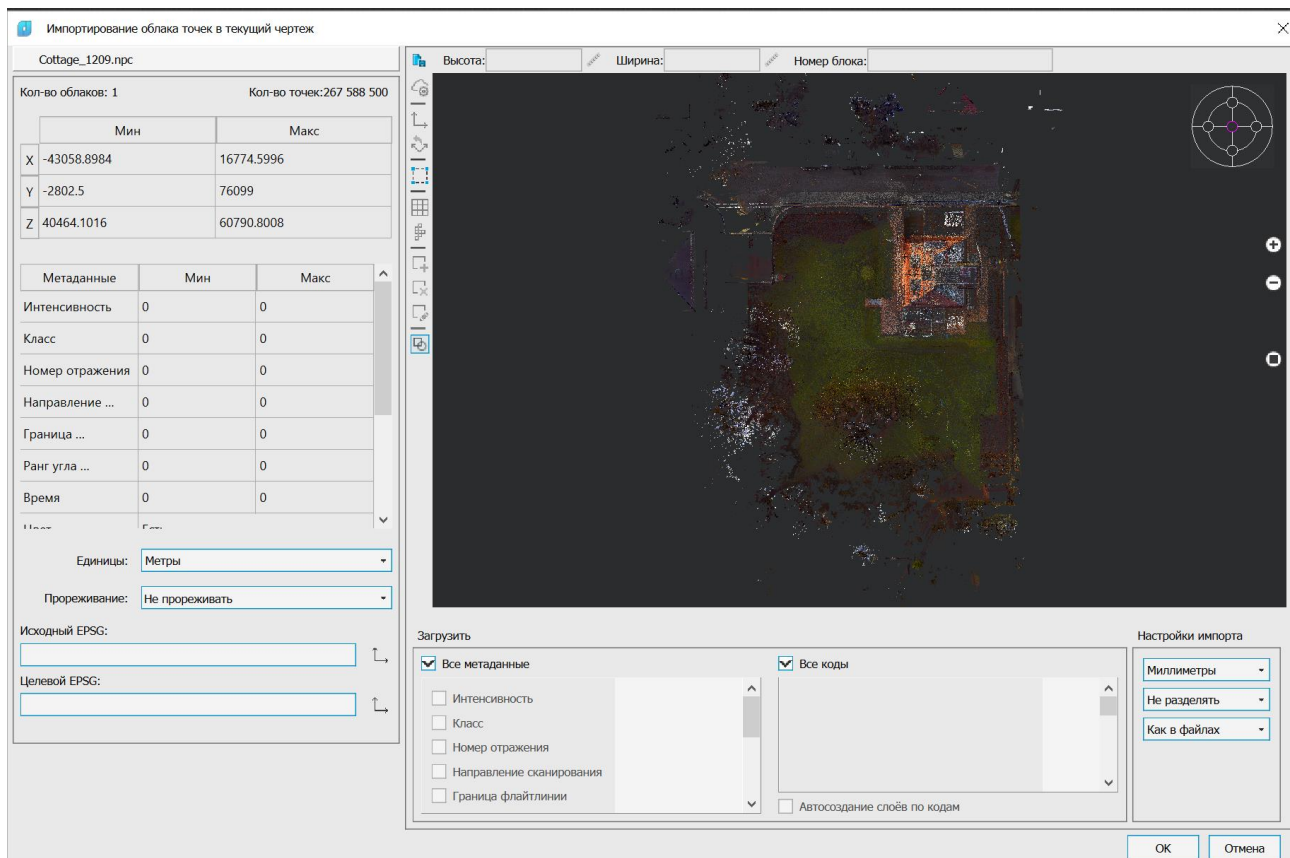 Импортирование облака точек в текущий чертеж
Cottage_1209.npc
Кол-во облаков: 1 Кол-во точек:267 588 500
Мин Макс
X -43058.8984 16774.5996
Y -2802.5 76099
Z 40464.1016 60790.8008
Метаданные Мин Макс
Интенсивность 0 0
Класс 0 0
Номер отражения 0 0
Направление ... 0 0
Граница ... 0 0
Ранг угла ... 0 0
Время 0 0
Единицы: Метры
Прореживание: Не прореживать
Исходный EPSG:
Целевой EPSG:
Высота: Ширина: Номер блока:
Загрузить
Все метаданные
Интенсивность
Класс
Номер отражения
Направление сканирования
Граница флайтлинии
Все коды
Автосоздание слоёв по кодам
Настройки импорта
Миллиметры
Не разделять
Как в файлах
ОК Отмена